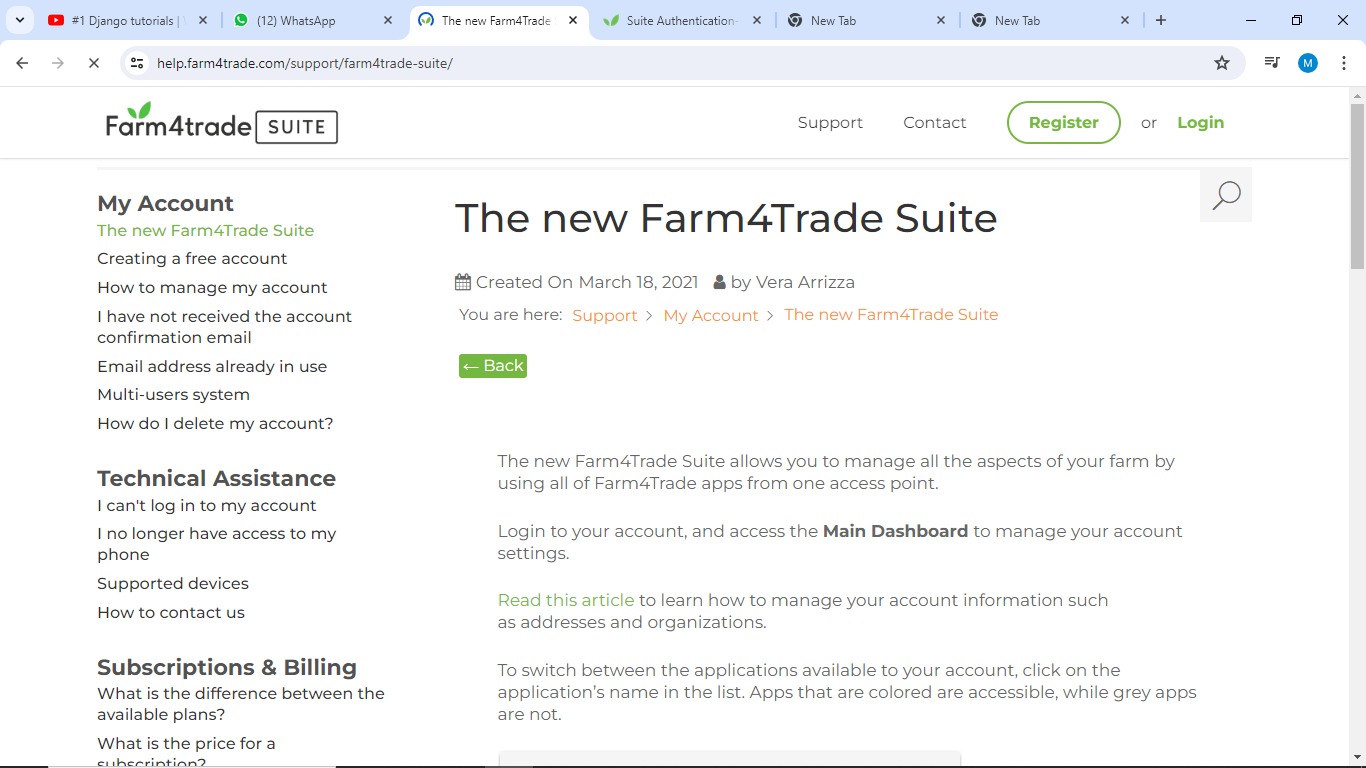 #1 Django tutorials |
(12) WhatsApp
The new Farm4Trade
Suite Authentication
New Tab
New Tab
help.farm4trade.com/support/farm4trade-suite/
M
Farm4trade SUITE
Support
Contact
Register
or
Login
My Account
The new Farm4Trade Suite
Creating a free account
How to manage my account
I have not received the account
confirmation email
Email address already in use
Multi-users system
How do I delete my account?
Technical Assistance
I can't log in to my account
I no longer have access to my
phone
Supported devices
How to contact us
Subscriptions & Billing
What is the difference between the
available plans?
What is the price for a
subscription?
The new Farm4Trade Suite
Created On March 18, 2021 by Vera Arrizza
You are here: Support > My Account > The new Farm4Trade Suite
← Back
The new Farm4Trade Suite allows you to manage all the aspects of your farm by
using all of Farm4Trade apps from one access point.
Login to your account, and access the Main Dashboard to manage your account
settings.
Read this article to learn how to manage your account information such
as addresses and organizations.
To switch between the applications available to your account, click on the
application’s name in the list. Apps that are colored are accessible, while grey apps
are not.